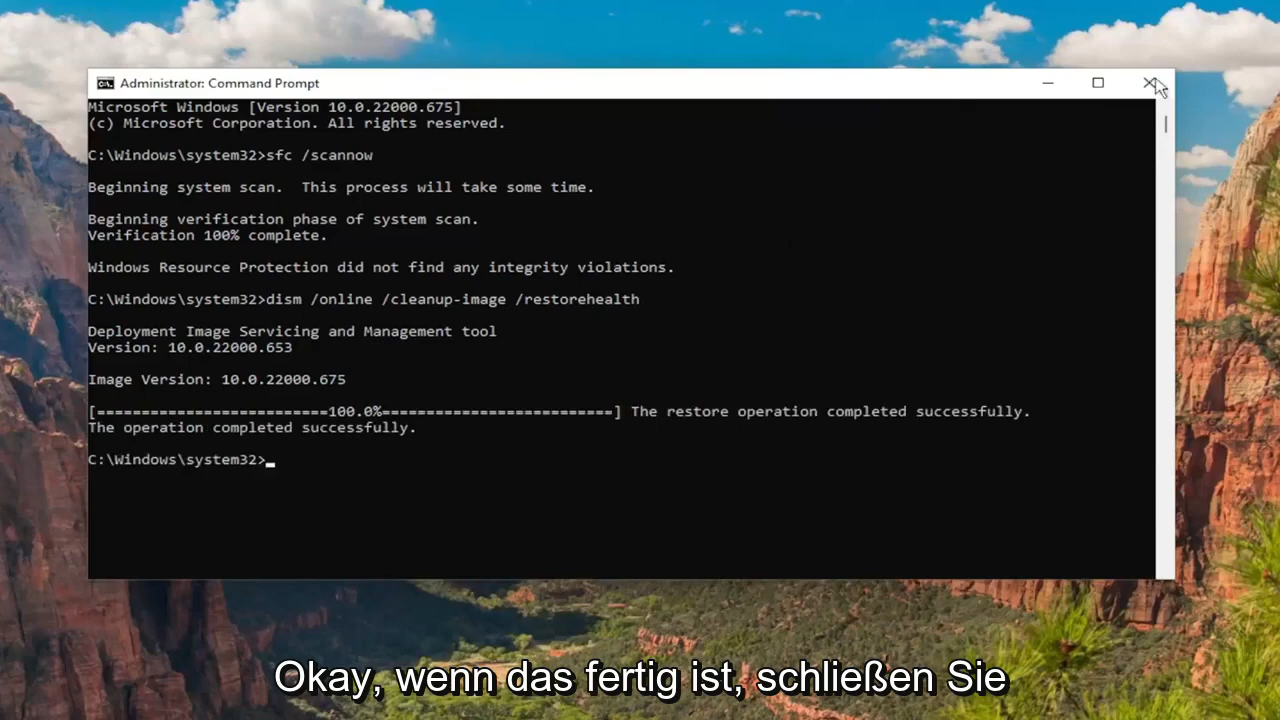 Administrator: Command Prompt
Microsoft Windows [Version 10.0.22000.675]
(c) Microsoft Corporation. All rights reserved.
C:\Windows\system32>sfc /scannow
Beginning system scan.  This process will take some time.
Beginning verification phase of system scan.
Verification 100% complete.
Windows Resource Protection did not find any integrity violations.
C:\Windows\system32>dism /online /cleanup-image /restorehealth
Deployment Image Servicing and Management tool
Version: 10.0.22000.653
Image Version: 10.0.22000.675
[==========================100.0%==========================] The restore operation completed successfully.
The operation completed successfully.
C:\Windows\system32>
Okay, wenn das fertig ist, schließen Sie